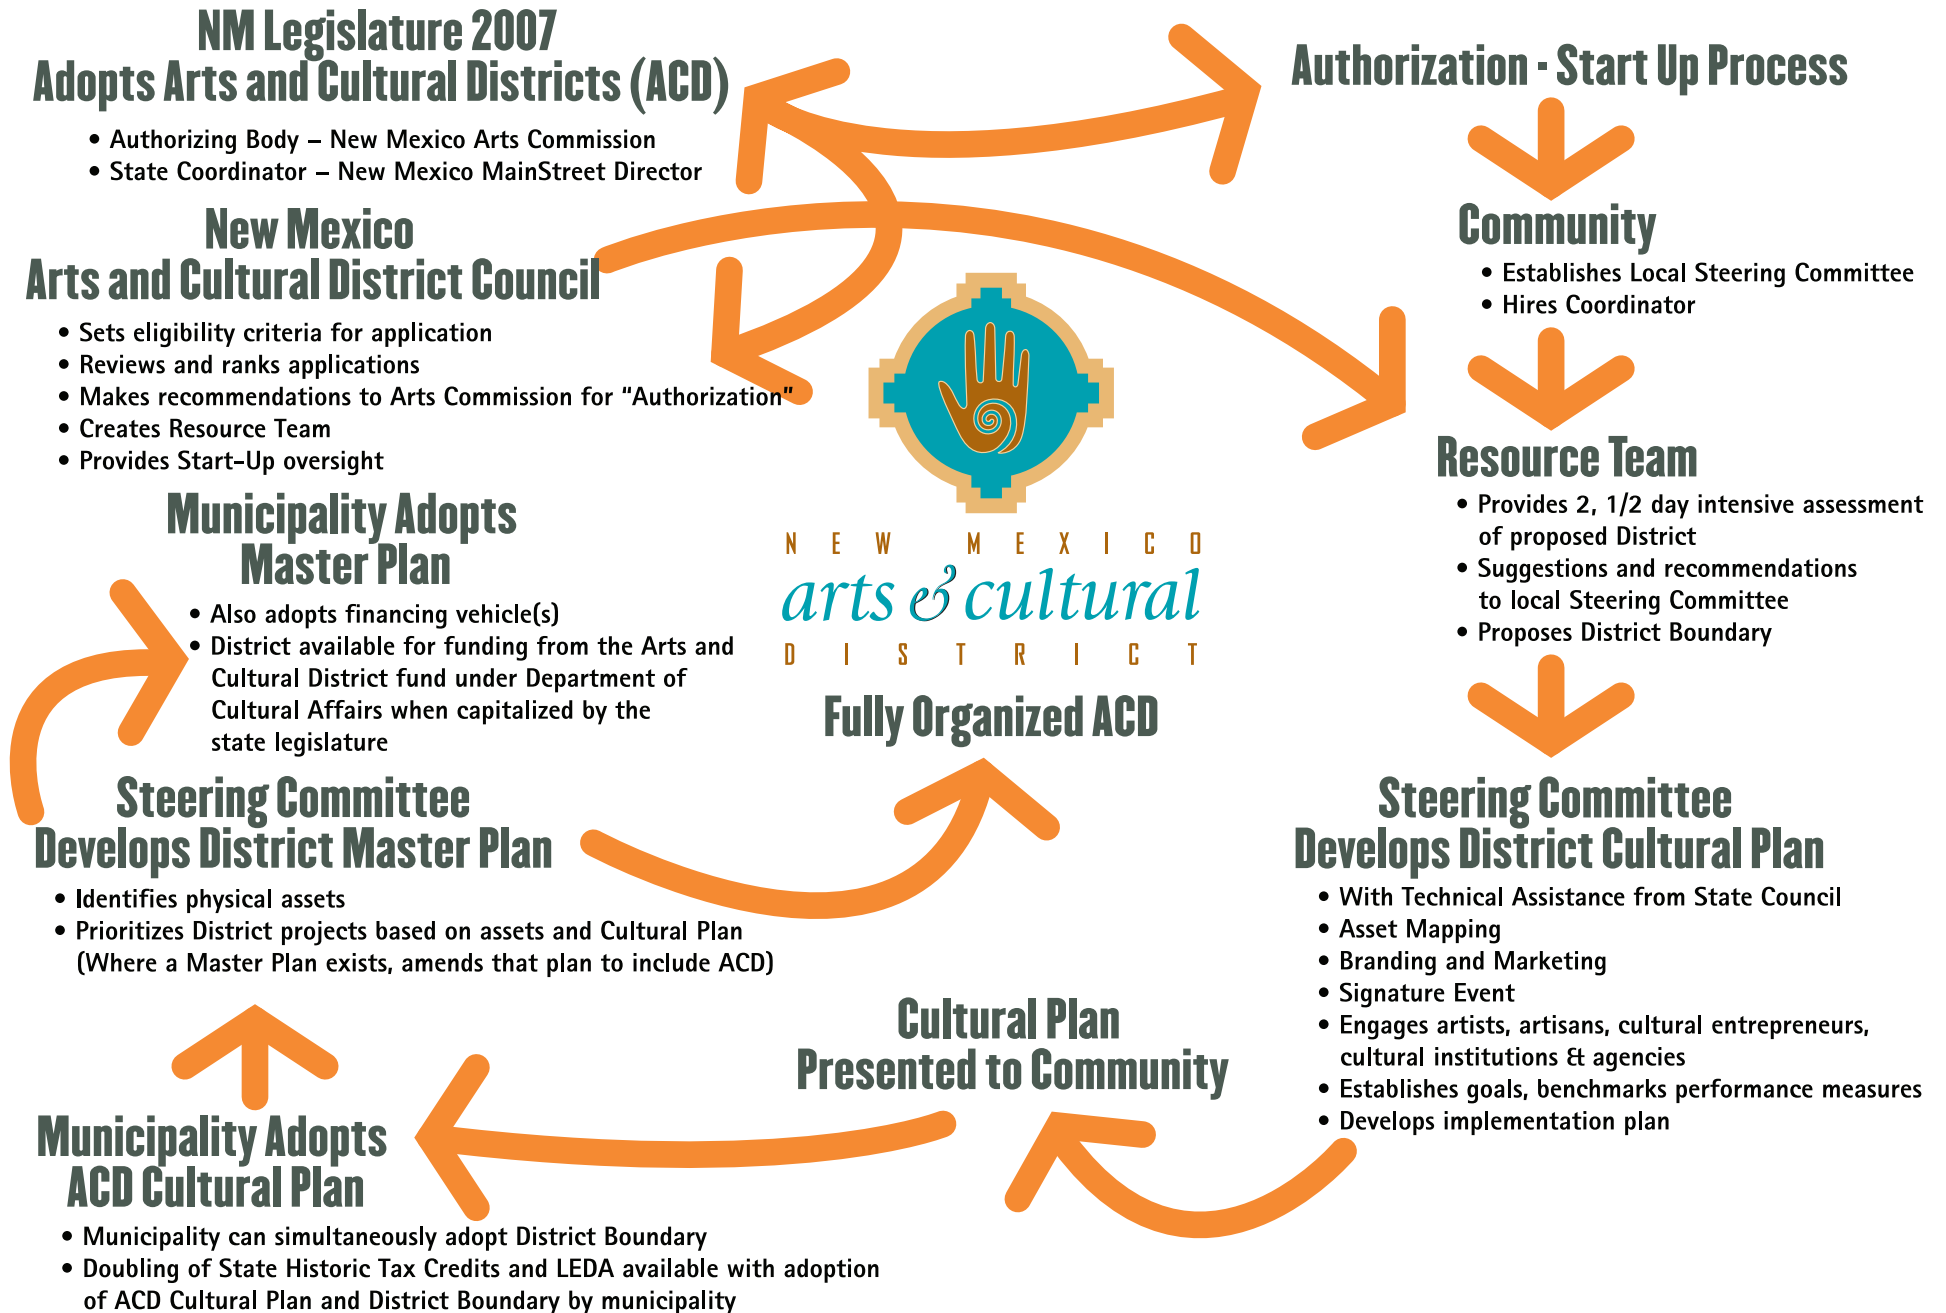 NM Legislature 2007
Adopts Arts and Cultural Districts (ACD)
• Authorizing Body – New Mexico Arts Commission
• State Coordinator – New Mexico MainStreet Director
New Mexico
Arts and Cultural District Council
• Sets eligibility criteria for application
• Reviews and ranks applications
• Makes recommendations to Arts Commission for "Authorization"
• Creates Resource Team
• Provides Start-Up oversight
Municipality Adopts
Master Plan
• Also adopts financing vehicle(s)
• District available for funding from the Arts and
Cultural District fund under Department of
Cultural Affairs when capitalized by the
state legislature
Steering Committee
Develops District Master Plan
• Identifies physical assets
• Prioritizes District projects based on assets and Cultural Plan
(Where a Master Plan exists, amends that plan to include ACD)
Municipality Adopts
ACD Cultural Plan
• Municipality can simultaneously adopt District Boundary
• Doubling of State Historic Tax Credits and LEDA available with adoption
of ACD Cultural Plan and District Boundary by municipality
NEW MEXICO
arts & cultural
DISTRICT
Fully Organized ACD
Cultural Plan
Presented to Community
Authorization - Start Up Process
Community
• Establishes Local Steering Committee
• Hires Coordinator
Resource Team
• Provides 2, 1/2 day intensive assessment
of proposed District
• Suggestions and recommendations
to local Steering Committee
• Proposes District Boundary
Steering Committee
Develops District Cultural Plan
• With Technical Assistance from State Council
• Asset Mapping
• Branding and Marketing
• Signature Event
• Engages artists, artisans, cultural entrepreneurs,
cultural institutions & agencies
• Establishes goals, benchmarks performance measures
• Develops implementation plan